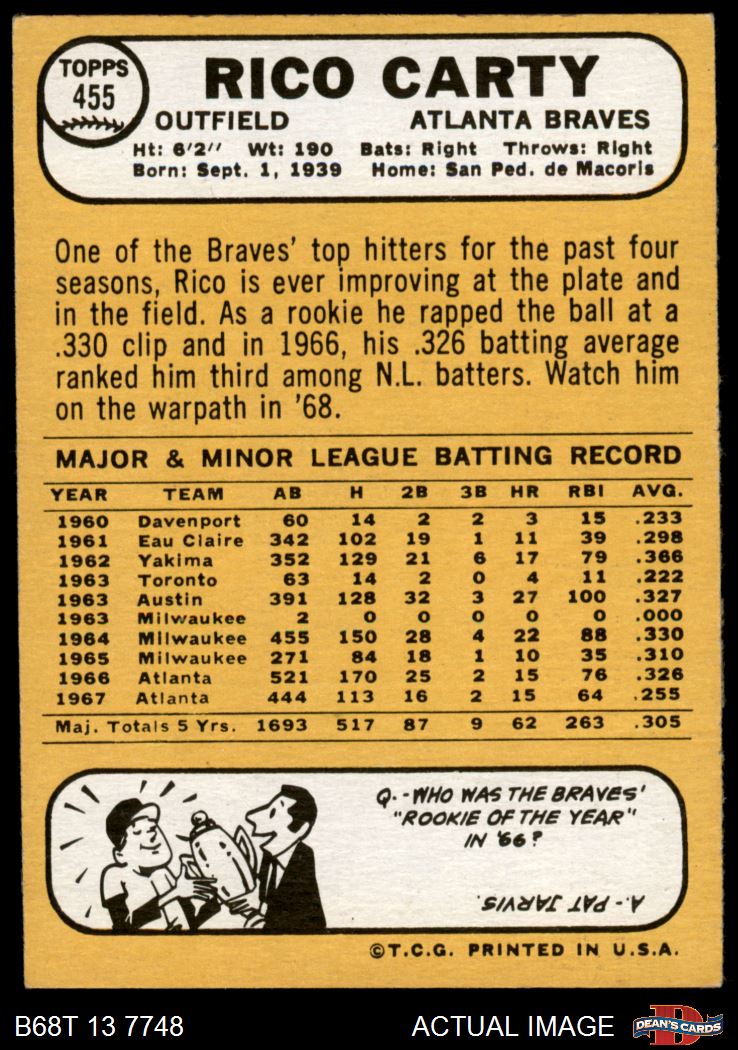 TOPPS
455
RICO CARTY
OUTFIELD ATLANTA BRAVES
Ht: 6'2" Wt: 190 Bats: Right Throws: Right
Born: Sept. 1, 1939 Home: San Ped. de Macoris
One of the Braves' top hitters for the past four
seasons, Rico is ever improving at the plate and
in the field. As a rookie he rapped the ball at a
.330 clip and in 1966, his .326 batting average
ranked him third among N.L. batters. Watch him
on the warpath in '68.
MAJOR & MINOR LEAGUE BATTING RECORD
YEAR TEAM AB H 2B 3B HR RBI AVG.
1960 Davenport 60 14 2 2 3 15 .233
1961 Eau Claire 342 102 19 1 11 39 .298
1962 Yakima 352 129 21 6 17 79 .366
1963 Toronto 63 14 2 0 4 11 .222
1963 Austin 391 128 32 3 27 100 .327
1963 Milwaukee 2 0 0 0 0 0 .000
1964 Milwaukee 455 150 28 4 22 88 .330
1965 Milwaukee 271 84 18 1 10 35 .310
1966 Atlanta 521 170 25 2 15 76 .326
1967 Atlanta 444 113 16 2 15 64 .255
Maj. Totals 5 Yrs. 1693 517 87 9 62 263 .305
Q.-WHO WAS THE BRAVES'
"ROOKIE OF THE YEAR"
IN '66?
A.-PAT JARVIS.
©T.C.G. PRINTED IN U.S.A.
B68T 13 7748 ACTUAL IMAGE
D
DEAN'S CARDS